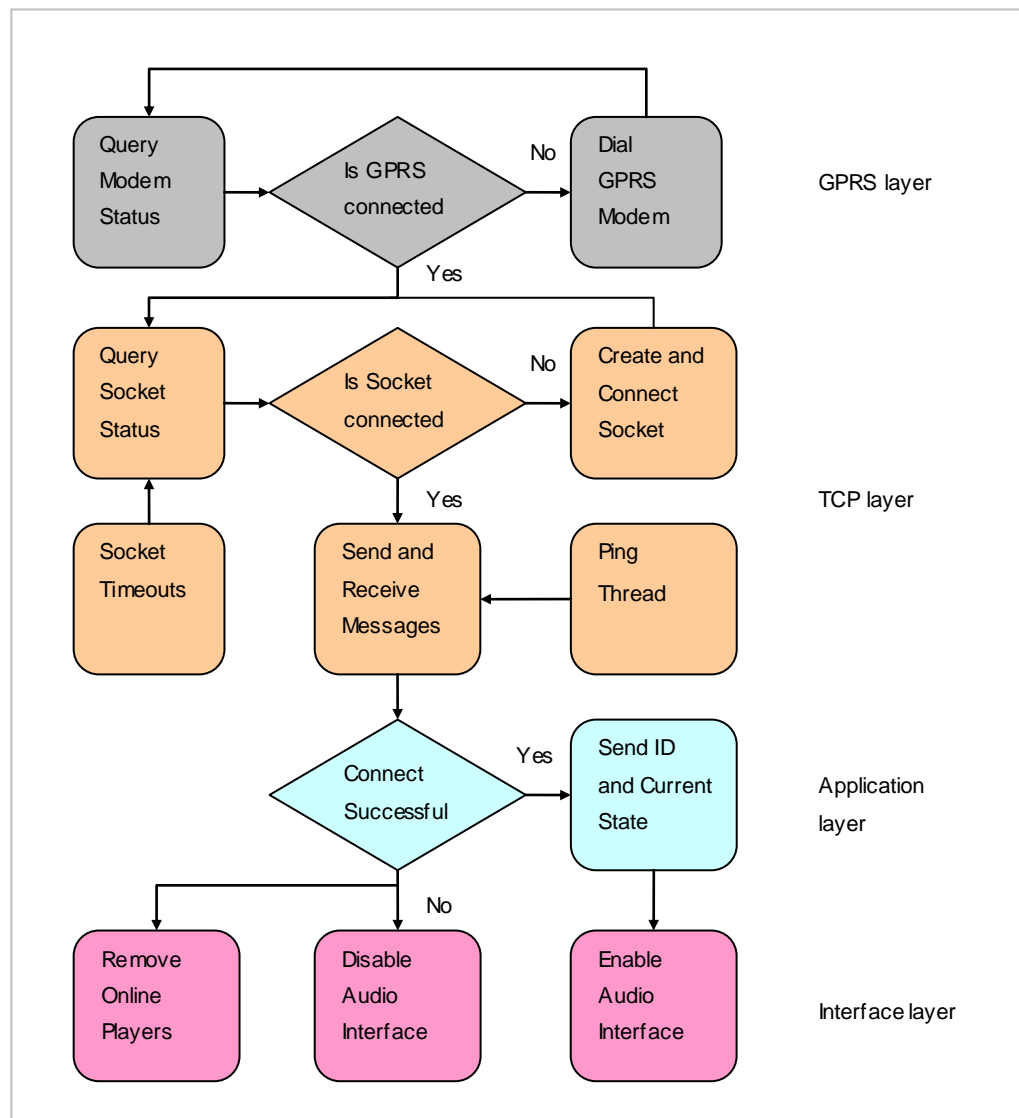 Query
Modem
Status
Is GPRS
connected
No
Dial
GPRS
Modem
GPRS layer
Yes
Query
Socket
Status
Is Socket
connected
No
Create and
Connect
Socket
Yes
TCP layer
Socket
Timeouts
Send and
Receive
Messages
Ping
Thread
Connect
Successful
Yes
Send ID
and Current
State
Application
layer
No
Remove
Online
Players
Disable
Audio
Interface
Enable
Audio
Interface
Interface layer